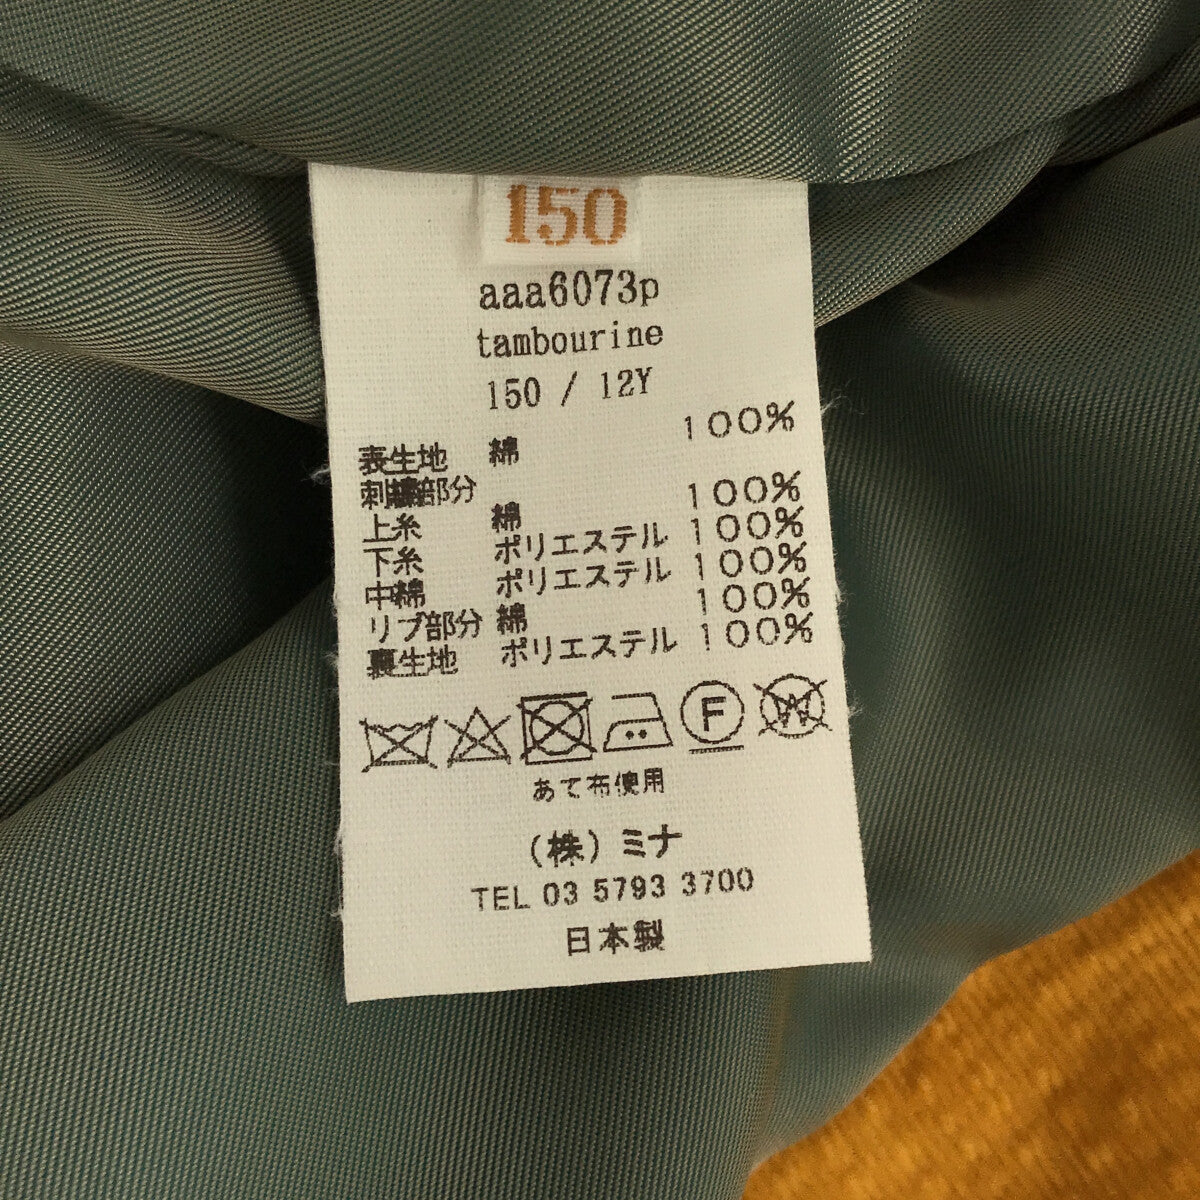 150
aaa6073p
tambourine
150 / 12Y
表生地 綿 100%
刺繍部分
上糸 綿 100%
下糸 ポリエステル 100%
中綿 ポリエステル 100%
リブ部分 綿 100%
裏生地 ポリエステル 100%
F W
あて布使用
(株) ミナ
TEL 03 5793 3700
日本製